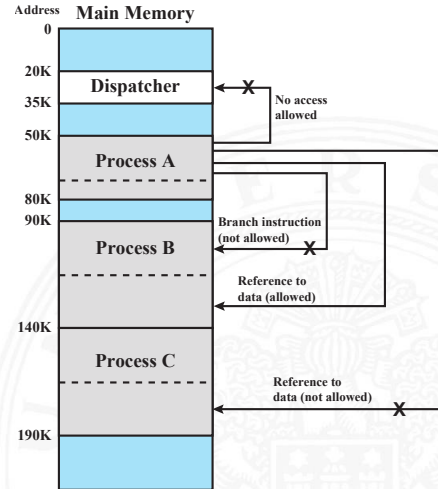 Address
Main Memory
0
20K
Dispatcher
35K
X
No access
allowed
50K
Process A
80K
90K
Process B
Branch instruction
(not allowed)
X
Reference to
data (allowed)
140K
Process C
Reference to
data (not allowed)
X
190K